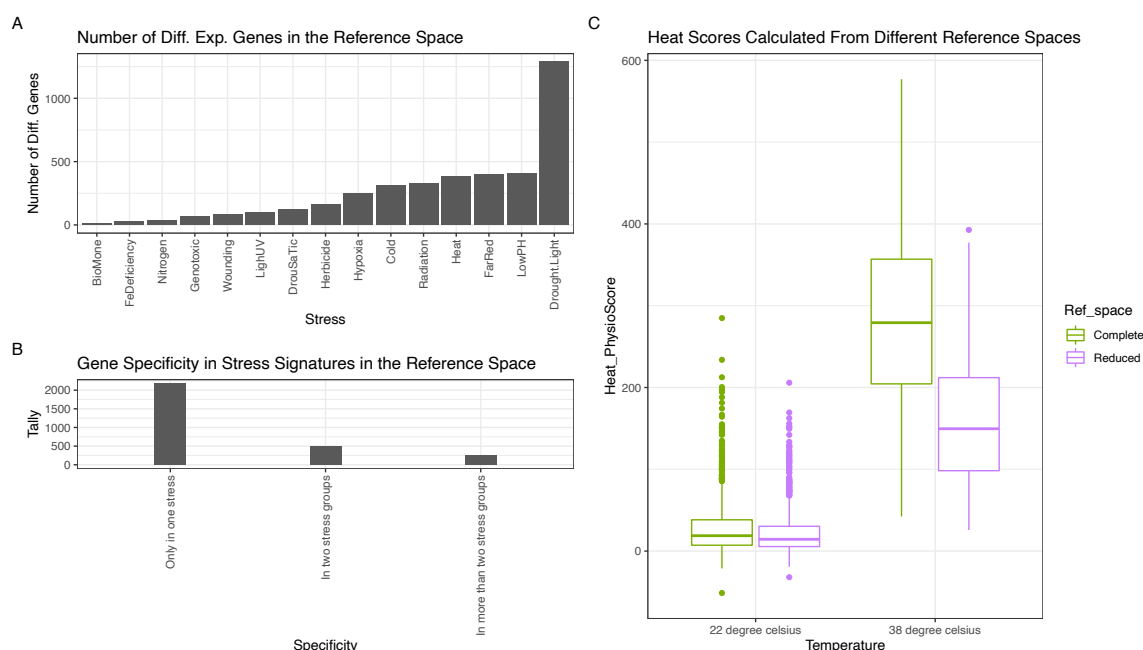 A
Number of Diff. Exp. Genes in the Reference Space
Number of Diff. Genes
1000
500
0
BioMone
FeDeficiency
Nitrogen
Genotoxic
Wounding
LighUV
DrouSaTic
Herbicide
Hypoxia
Cold
Radiation
Heat
FarRed
LowPH
Drought.Light
Stress
B
Gene Specificity in Stress Signatures in the Reference Space
Tally
2000
1500
1000
500
0
Only in one stress
In two stress groups
In more than two stress groups
Specificity
C
Heat Scores Calculated From Different Reference Spaces
Heat_PhysioScore
600
400
200
0
22 degree celsius
38 degree celsius
Temperature
Ref_space
Complete
Reduced